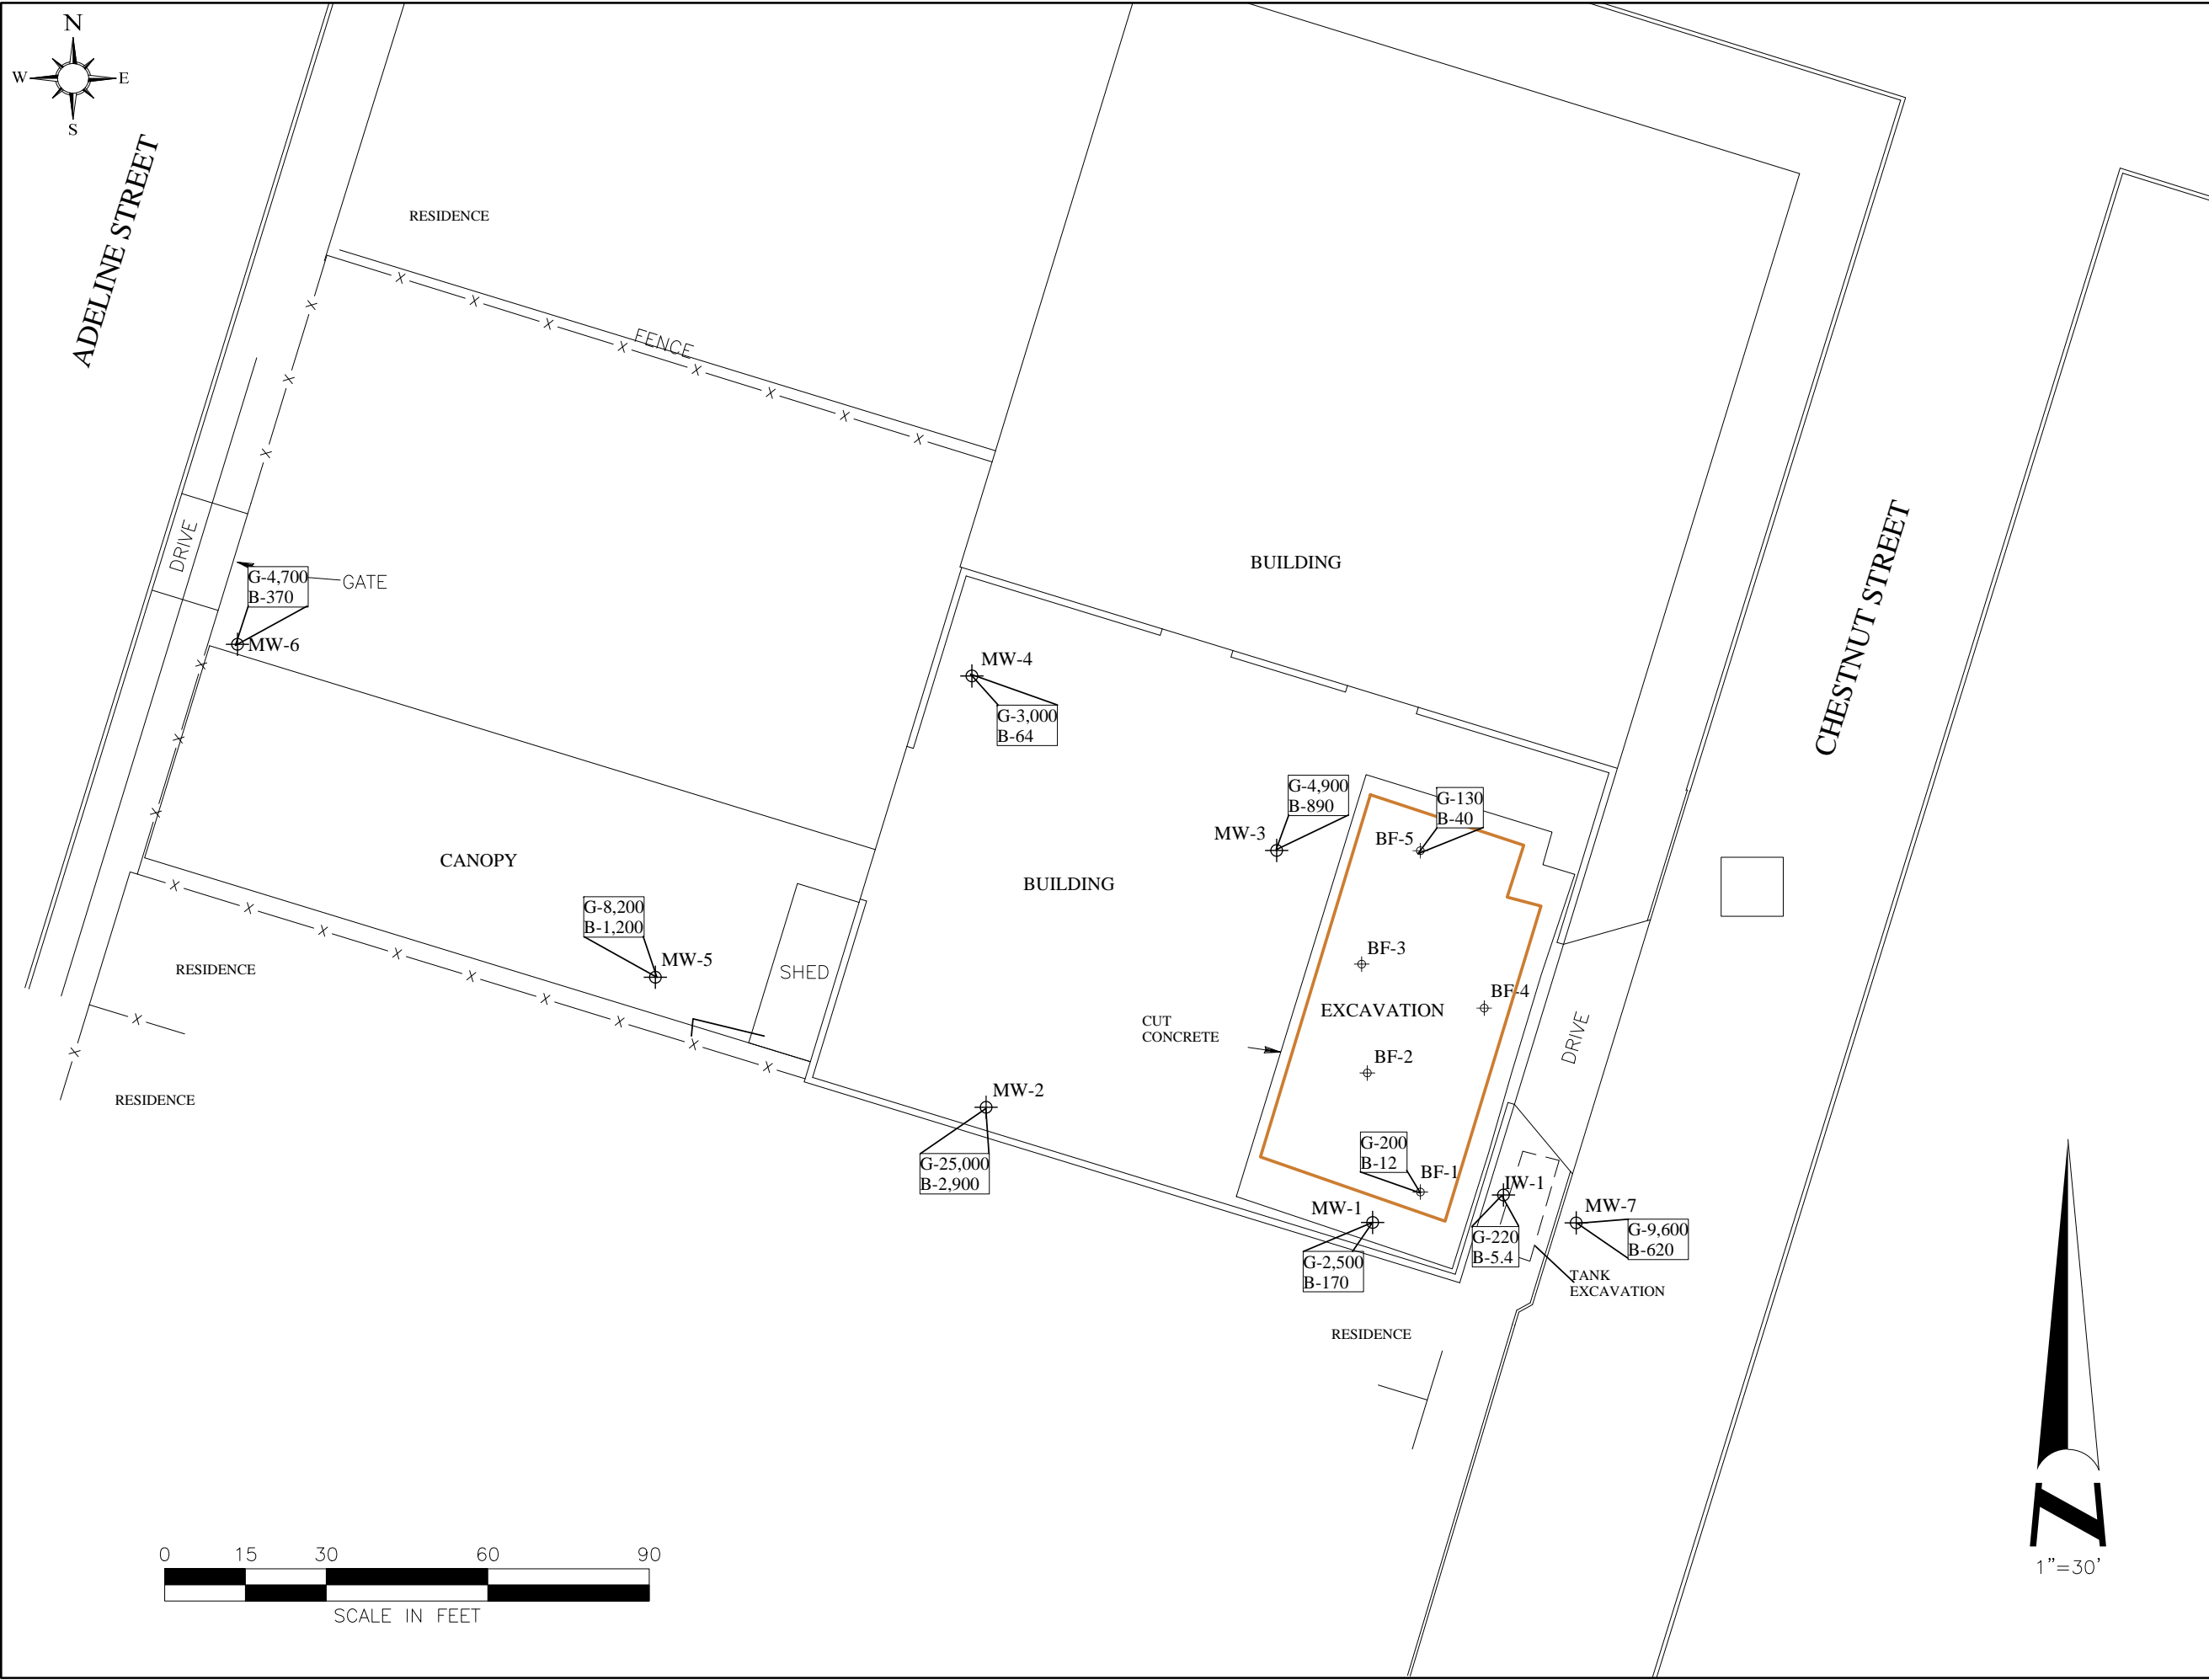 N
W
E
S
ADELINE STREET
RESIDENCE
FENCE
DRIVE
G-4,700
B-370
GATE
MW-6
BUILDING
CHESTNUT STREET
MW-4
G-3,000
B-64
G-4,900
B-890
MW-3
G-130
B-40
BF-5
CANOPY
BUILDING
G-8,200
B-1,200
MW-5
SHED
RESIDENCE
BF-3
BF-4
EXCAVATION
CUT
CONCRETE
DRIVE
BF-2
RESIDENCE
MW-2
G-25,000
B-2,900
G-200
B-12
BF-1
IW-1
MW-1
MW-7
G-2,500
B-170
G-220
B-5.4
G-9,600
B-620
TANK
EXCAVATION
RESIDENCE
0 15 30 60 90
SCALE IN FEET
N
1"=30'